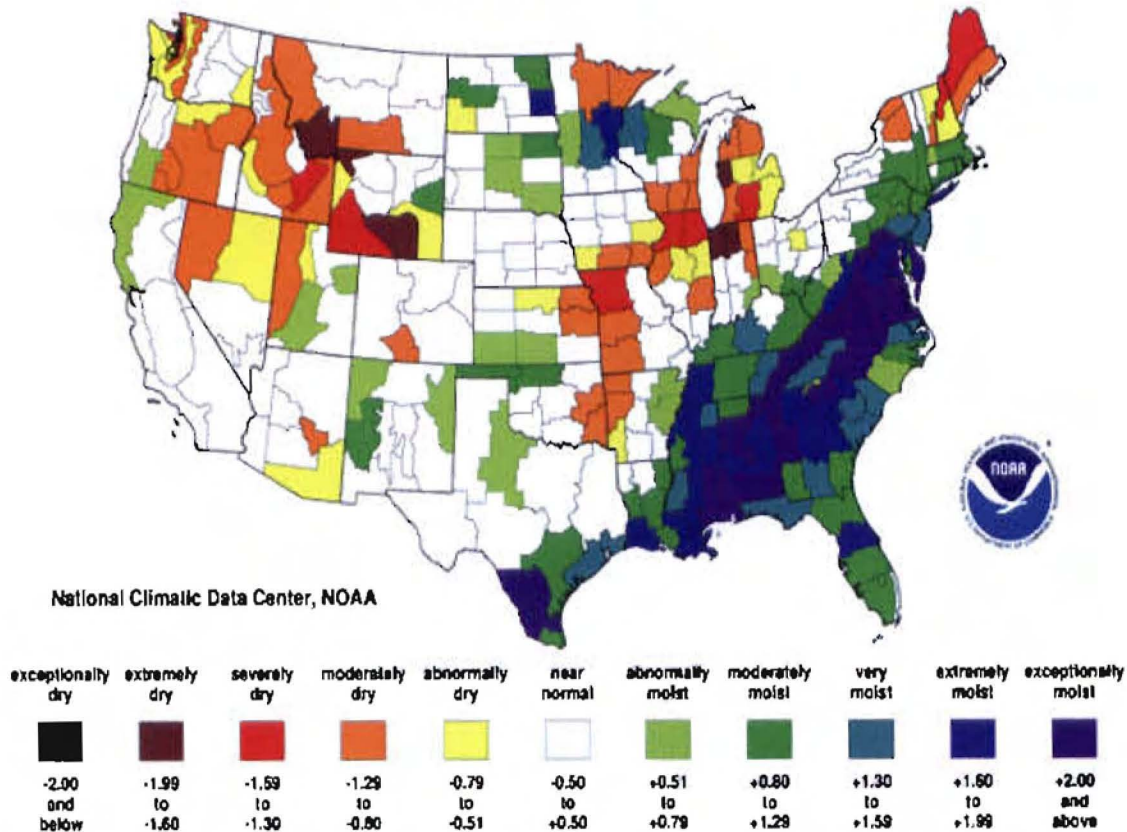 NOAA
National Climatic Data Center, NOAA
exceptionally dry
extremely dry
severely dry
moderately dry
abnormally dry
near normal
abnormally moist
moderately moist
very moist
extremely moist
exceptionally moist
-2.00 and below
-1.99 to -1.60
-1.59 to -1.30
-1.29 to -0.80
-0.79 to -0.51
-0.50 to +0.50
+0.51 to +0.79
+0.80 to +1.29
+1.30 to +1.59
+1.60 to +1.99
+2.00 and above